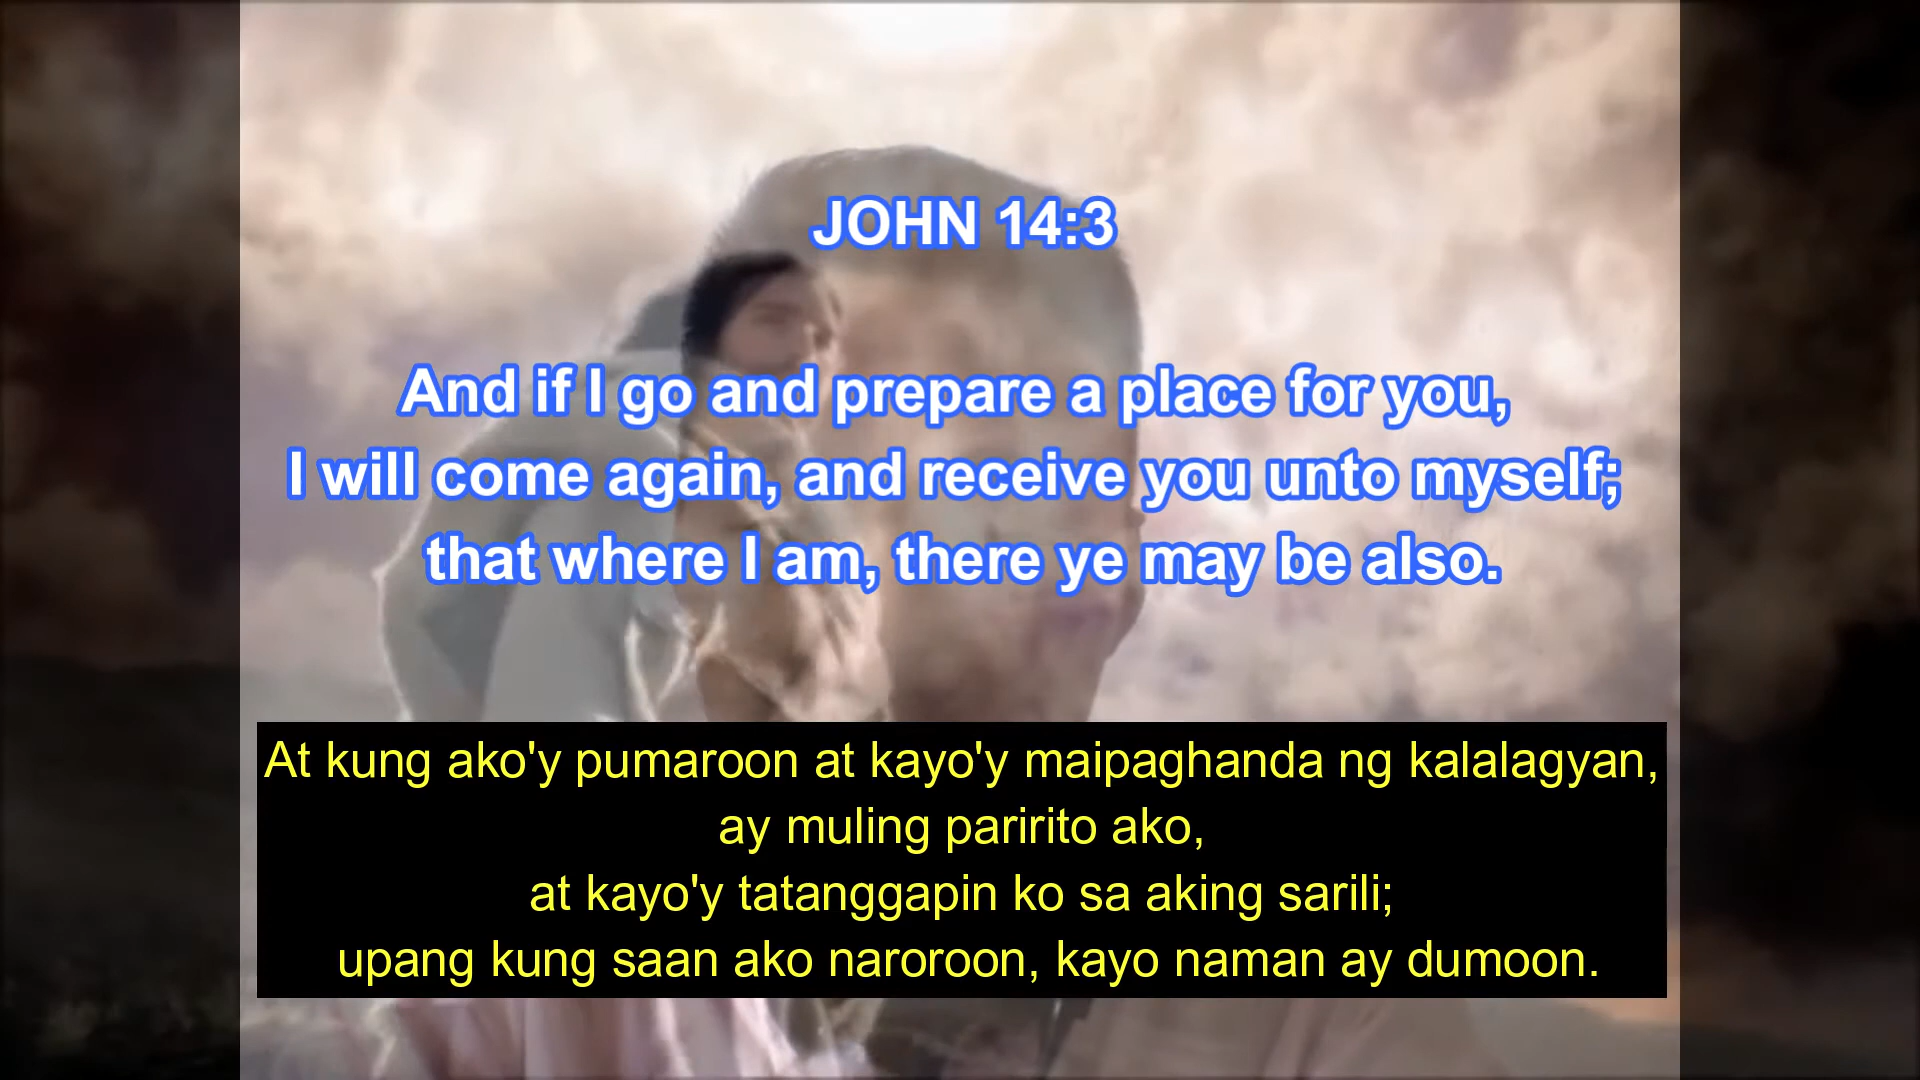 JOHN 14:3
And if I go and prepare a place for you,
I will come again, and receive you unto myself;
that where I am, there ye may be also.
At kung ako'y pumaroon at kayo'y maipaghanda ng kalalagyan,
ay muling paririto ako,
at kayo'y tatanggapin ko sa aking sarili;
upang kung saan ako naroroon, kayo naman ay dumoon.